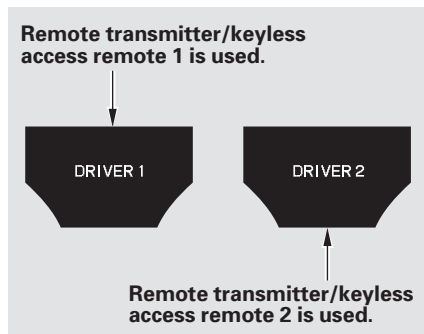 Remote transmitter/keyless
access remote 1 is used.
DRIVER 1
DRIVER 2
Remote transmitter/keyless
access remote 2 is used.